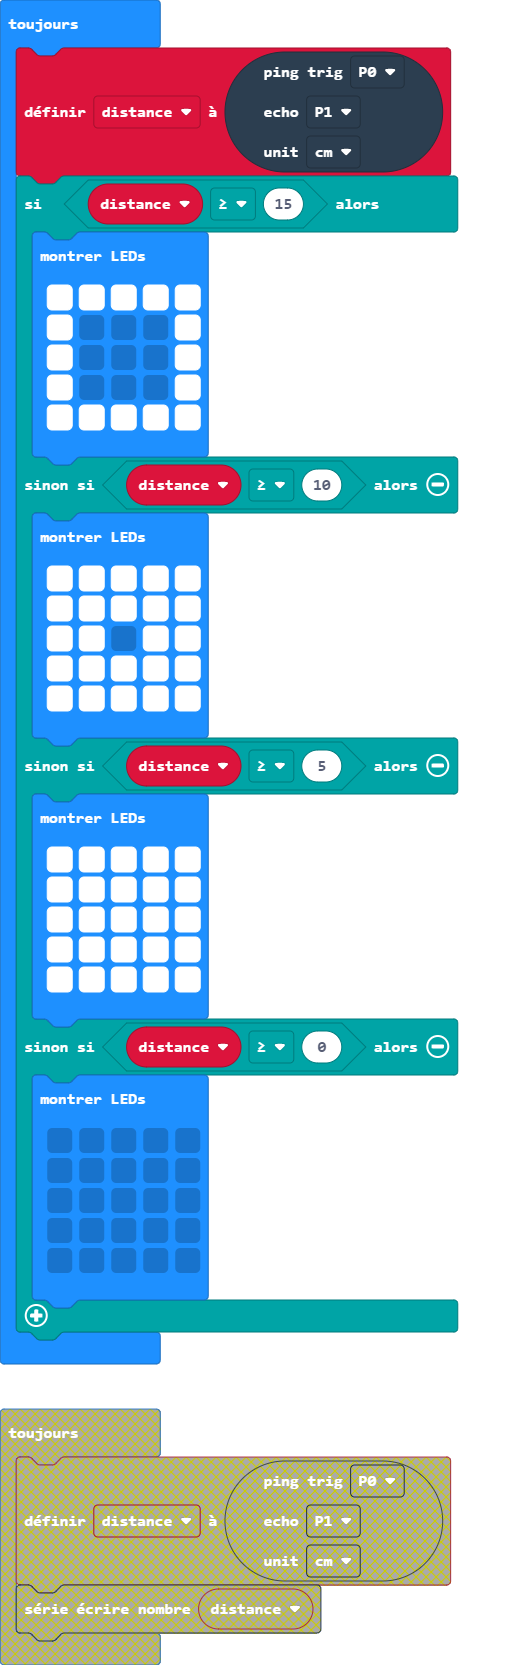 toujours
définir distance à ping trig P0
echo P1
unit cm
si distance ≥ 15 alors
montrer LEDs
sinon si distance ≥ 10 alors
montrer LEDs
sinon si distance ≥ 5 alors
montrer LEDs
sinon si distance ≥ 0 alors
montrer LEDs
toujours
définir distance à ping trig P0
echo P1
unit cm
série écrire nombre distance